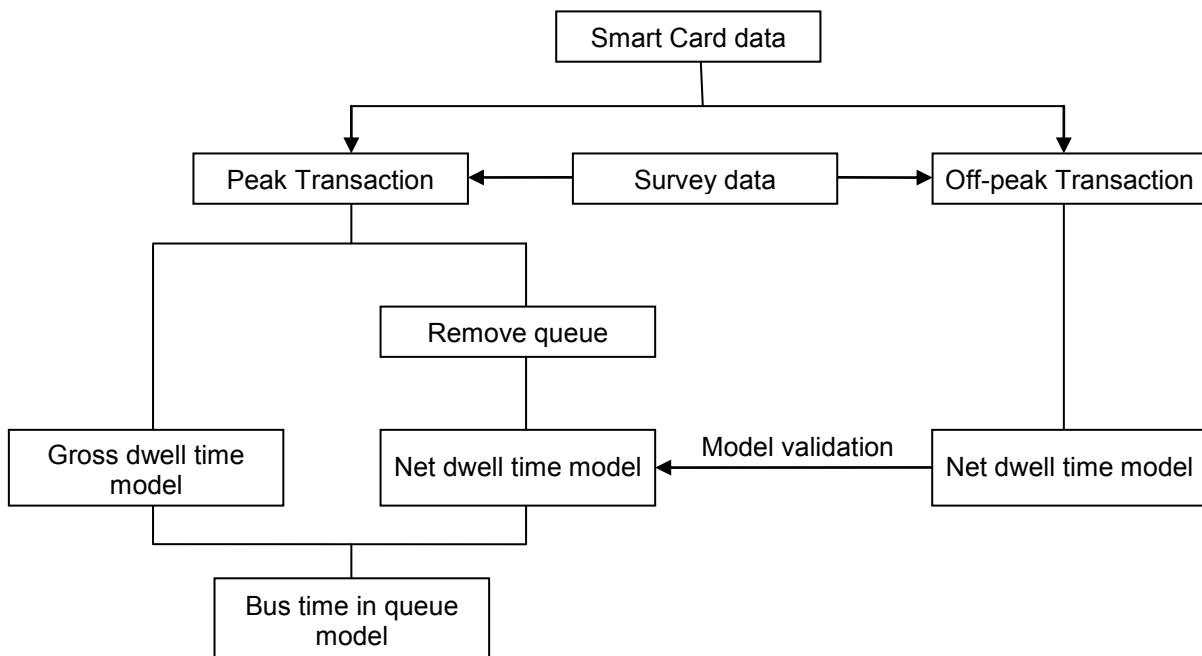 Smart Card data
Peak Transaction
Survey data
Off-peak Transaction
Remove queue
Gross dwell time
model
Net dwell time model
Model validation
Net dwell time model
Bus time in queue
model